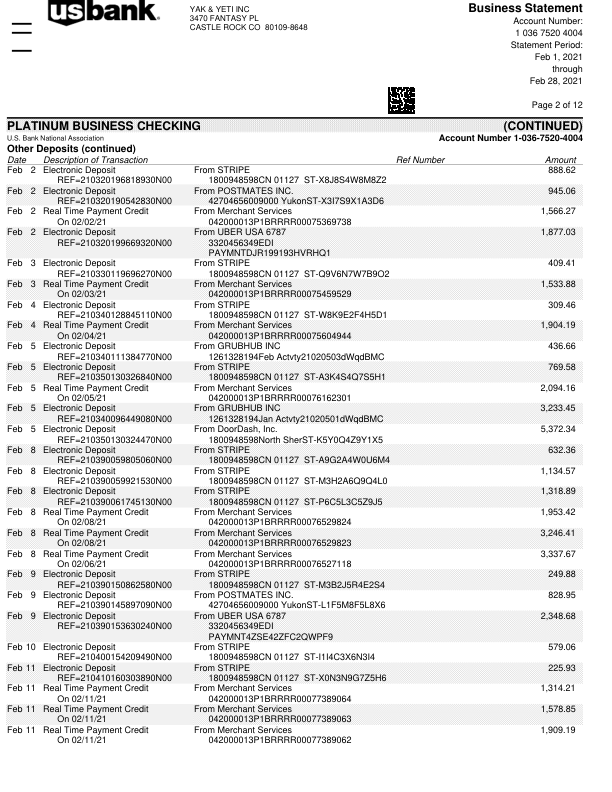 usbank.
YAK & YETI INC
3470 FANTASY PL
CASTLE ROCK CO 80109-8648
Business Statement
Account Number:
1 036 7520 4004
Statement Period:
Feb 1, 2021
through
Feb 28, 2021
Page 2 of 12
PLATINUM BUSINESS CHECKING (CONTINUED)
U.S. Bank National Association Account Number 1-036-7520-4004
Other Deposits (continued)
Date Description of Transaction Ref Number Amount
Feb 2 Electronic Deposit From STRIPE 888.62
REF=210320196818930N00 1800948598CN 01127 ST-X8J8S4W8M8Z2
Feb 2 Electronic Deposit From POSTMATES INC. 945.06
REF=210320190542830N00 42704656009000 YukonST-X3I7S9X1A3D6
Feb 2 Real Time Payment Credit From Merchant Services 1,566.27
On 02/02/21 042000013P1BRRRR00075369738
Feb 2 Electronic Deposit From UBER USA 6787 1,877.03
REF=210320199669320N00 3320456349EDI
PAYMNTDJR199193HVRHQ1
Feb 3 Electronic Deposit From STRIPE 409.41
REF=210330119696270N00 1800948598CN 01127 ST-Q9V6N7W7B9O2
Feb 3 Real Time Payment Credit From Merchant Services 1,533.88
On 02/03/21 042000013P1BRRRR00075459529
Feb 4 Electronic Deposit From STRIPE 309.46
REF=210340128845110N00 1800948598CN 01127 ST-W8K9E2F4H5D1
Feb 4 Real Time Payment Credit From Merchant Services 1,904.19
On 02/04/21 042000013P1BRRRR00075604944
Feb 5 Electronic Deposit From GRUBHUB INC 436.66
REF=210340111384770N00 1261328194Feb Actvty21020503dWqdBMC
Feb 5 Electronic Deposit From STRIPE 769.58
REF=210350130326840N00 1800948598CN 01127 ST-A3K4S4Q7S5H1
Feb 5 Real Time Payment Credit From Merchant Services 2,094.16
On 02/05/21 042000013P1BRRRR00076162301
Feb 5 Electronic Deposit From GRUBHUB INC 3,233.45
REF=210340096449080N00 1261328194Jan Actvty21020501dWqdBMC
Feb 5 Electronic Deposit From DoorDash, Inc. 5,372.34
REF=210350130324470N00 1800948598North SherST-K5Y0Q4Z9Y1X5
Feb 8 Electronic Deposit From STRIPE 632.36
REF=210390059805060N00 1800948598CN 01127 ST-A9G2A4W0U6M4
Feb 8 Electronic Deposit From STRIPE 1,134.57
REF=210390059921530N00 1800948598CN 01127 ST-M3H2A6Q9Q4L0
Feb 8 Electronic Deposit From STRIPE 1,318.89
REF=210390061745130N00 1800948598CN 01127 ST-P6C5L3C5Z9J5
Feb 8 Real Time Payment Credit From Merchant Services 1,953.42
On 02/08/21 042000013P1BRRRR00076529824
Feb 8 Real Time Payment Credit From Merchant Services 3,246.41
On 02/08/21 042000013P1BRRRR00076529823
Feb 8 Real Time Payment Credit From Merchant Services 3,337.67
On 02/06/21 042000013P1BRRRR00076527118
Feb 9 Electronic Deposit From STRIPE 249.88
REF=210390150862580N00 1800948598CN 01127 ST-M3B2J5R4E2S4
Feb 9 Electronic Deposit From POSTMATES INC. 828.95
REF=210390145897090N00 42704656009000 YukonST-L1F5M8F5L8X6
Feb 9 Electronic Deposit From UBER USA 6787 2,348.68
REF=210390153630240N00 3320456349EDI
PAYMNT4ZSE42ZFC2QWPF9
Feb 10 Electronic Deposit From STRIPE 579.06
REF=210400154209490N00 1800948598CN 01127 ST-I1I4C3X6N3I4
Feb 11 Electronic Deposit From STRIPE 225.93
REF=210410160303890N00 1800948598CN 01127 ST-X0N3N9G7Z5H6
Feb 11 Real Time Payment Credit From Merchant Services 1,314.21
On 02/11/21 042000013P1BRRRR00077389064
Feb 11 Real Time Payment Credit From Merchant Services 1,578.85
On 02/11/21 042000013P1BRRRR00077389063
Feb 11 Real Time Payment Credit From Merchant Services 1,909.19
On 02/11/21 042000013P1BRRRR00077389062